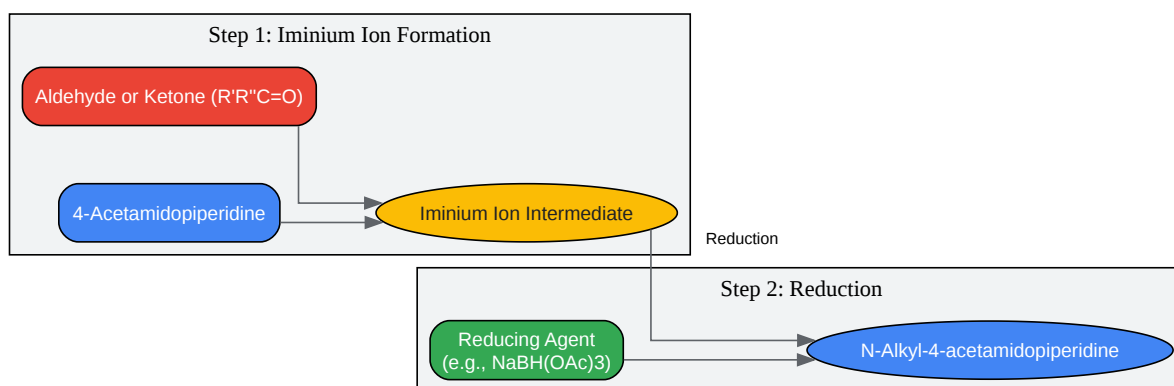 Step 1: Iminium Ion Formation
Aldehyde or Ketone (R'R"C=O)
4-Acetamidopiperidine
Iminium Ion Intermediate
Reduction
Step 2: Reduction
Reducing Agent
(e.g., NaBH(OAc)3)
N-Alkyl-4-acetamidopiperidine